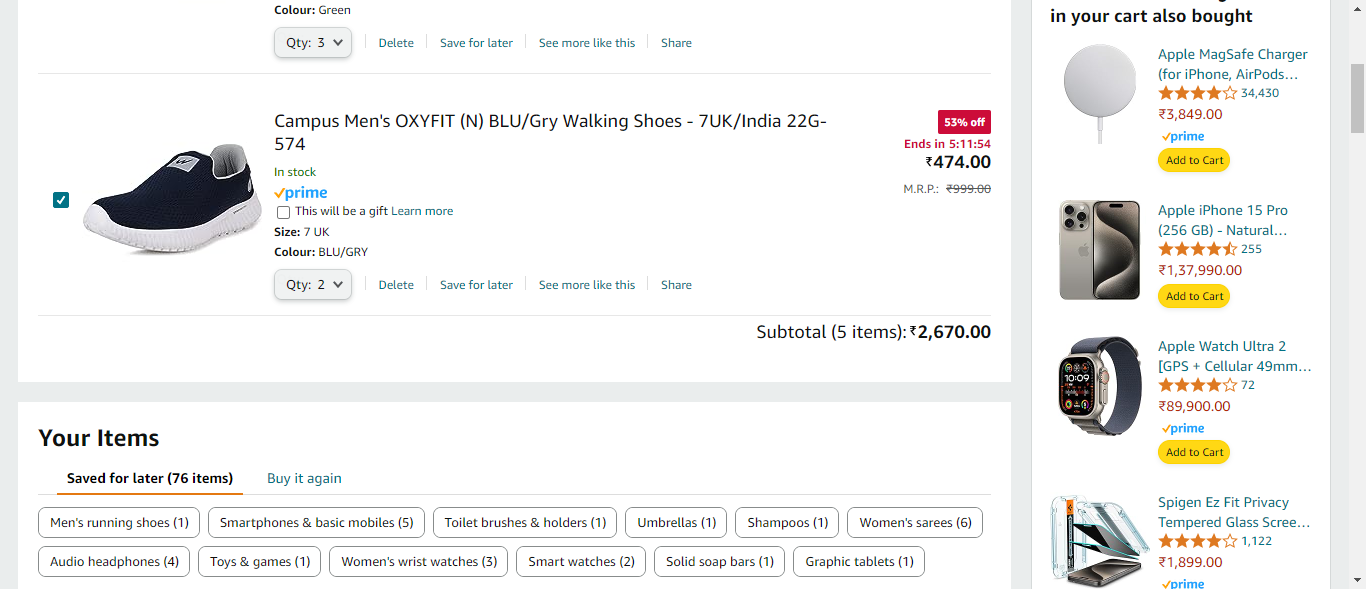 Colour: Green
Qty: 3
Delete
Save for later
See more like this
Share
Campus Men's OXYFIT (N) BLU/Gry Walking Shoes - 7UK/India 22G-
574
In stock
prime
This will be a gift Learn more
Size: 7 UK
Colour: BLU/GRY
Qty: 2
Delete
Save for later
See more like this
Share
53% off
Ends in 5:11:54
₹474.00
M.R.P.: ₹999.00
Subtotal (5 items): ₹2,670.00
Your Items
Saved for later (76 items)
Buy it again
Men's running shoes (1)
Smartphones & basic mobiles (5)
Toilet brushes & holders (1)
Umbrellas (1)
Shampoos (1)
Women's sarees (6)
Audio headphones (4)
Toys & games (1)
Women's wrist watches (3)
Smart watches (2)
Solid soap bars (1)
Graphic tablets (1)
in your cart also bought
Apple MagSafe Charger
(for iPhone, AirPods…
34,430
₹3,849.00
prime
Add to Cart
Apple iPhone 15 Pro
(256 GB) - Natural…
255
₹1,37,990.00
Add to Cart
Apple Watch Ultra 2
[GPS + Cellular 49mm…
72
₹89,900.00
prime
Add to Cart
10:09
Spigen Ez Fit Privacy
Tempered Glass Scree…
1,122
₹1,899.00
prime